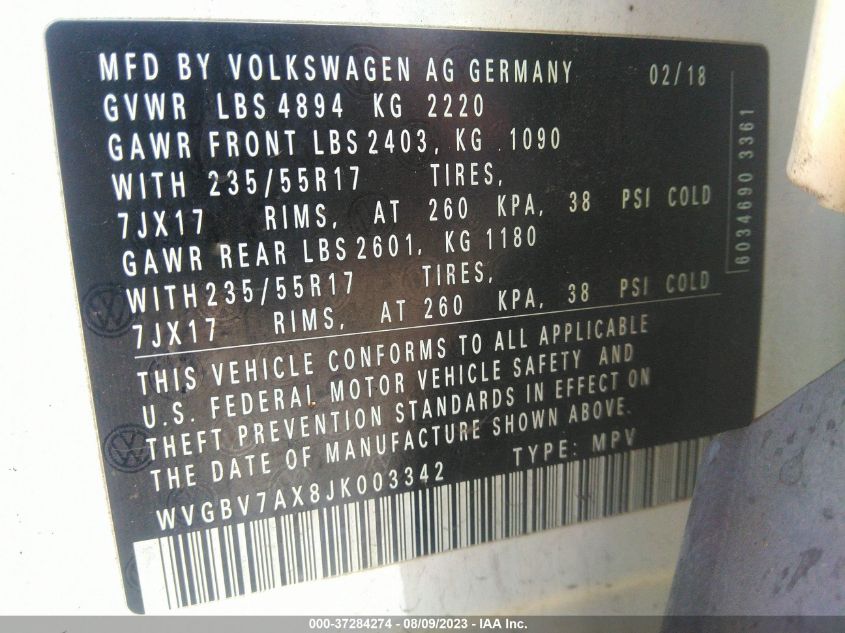 MFD BY VOLKSWAGEN AG GERMANY 02/18
GVWR LBS 4894 KG 2220
GAWR FRONT LBS 2403, KG 1090
WITH 235/55R17 TIRES,
7JX17 RIMS, AT 260 KPA, 38 PSI COLD
GAWR REAR LBS 2601, KG 1180
WITH 235/55R17 TIRES,
7JX17 RIMS, AT 260 KPA, 38 PSI COLD
THIS VEHICLE CONFORMS TO ALL APPLICABLE
U.S. FEDERAL MOTOR VEHICLE SAFETY AND
THEFT PREVENTION STANDARDS IN EFFECT ON
THE DATE OF MANUFACTURE SHOWN ABOVE.
WVGBV7AX8JK003342 TYPE: MPV
6034690 3361
000-37284274 - 08/09/2023 - IAA Inc.